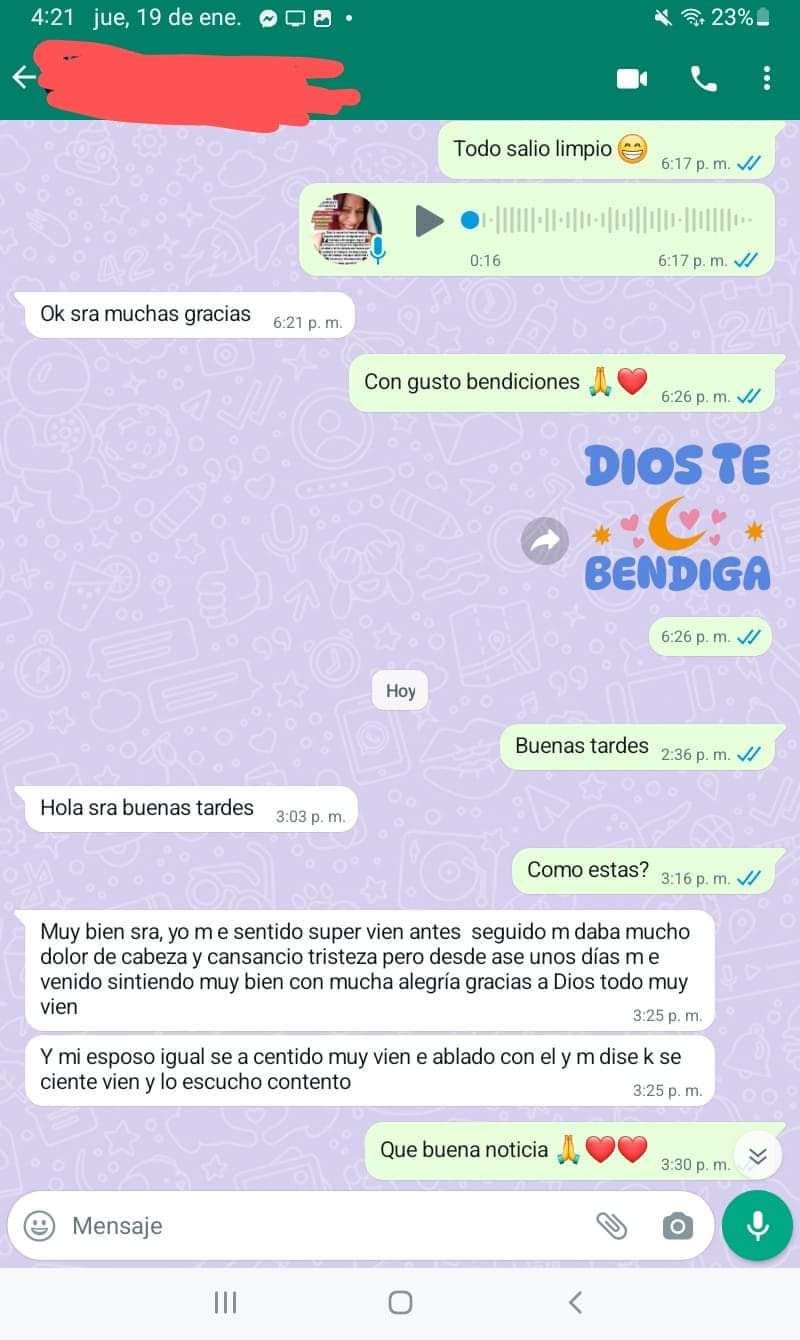 4:21 jue, 19 de ene.
23%
Todo salio limpio 😁
6:17 p. m.
0:16
6:17 p. m.
Ok sra muchas gracias
6:21 p. m.
Con gusto bendiciones 🙏❤️
6:26 p. m.
DIOS TE
BENDIGA
6:26 p. m.
Hoy
Buenas tardes
2:36 p. m.
Hola sra buenas tardes
3:03 p. m.
Como estas?
3:16 p. m.
Muy bien sra, yo m e sentido super vien antes seguido m daba mucho
dolor de cabeza y cansancio tristeza pero desde ase unos días m e
venido sintiendo muy bien con mucha alegría gracias a Dios todo muy
vien
3:25 p. m.
Y mi esposo igual se a centido muy vien e ablado con el y m dise k se
ciente vien y lo escucho contento
3:25 p. m.
Que buena noticia 🙏❤️❤️
3:30 p. m.
Mensaje